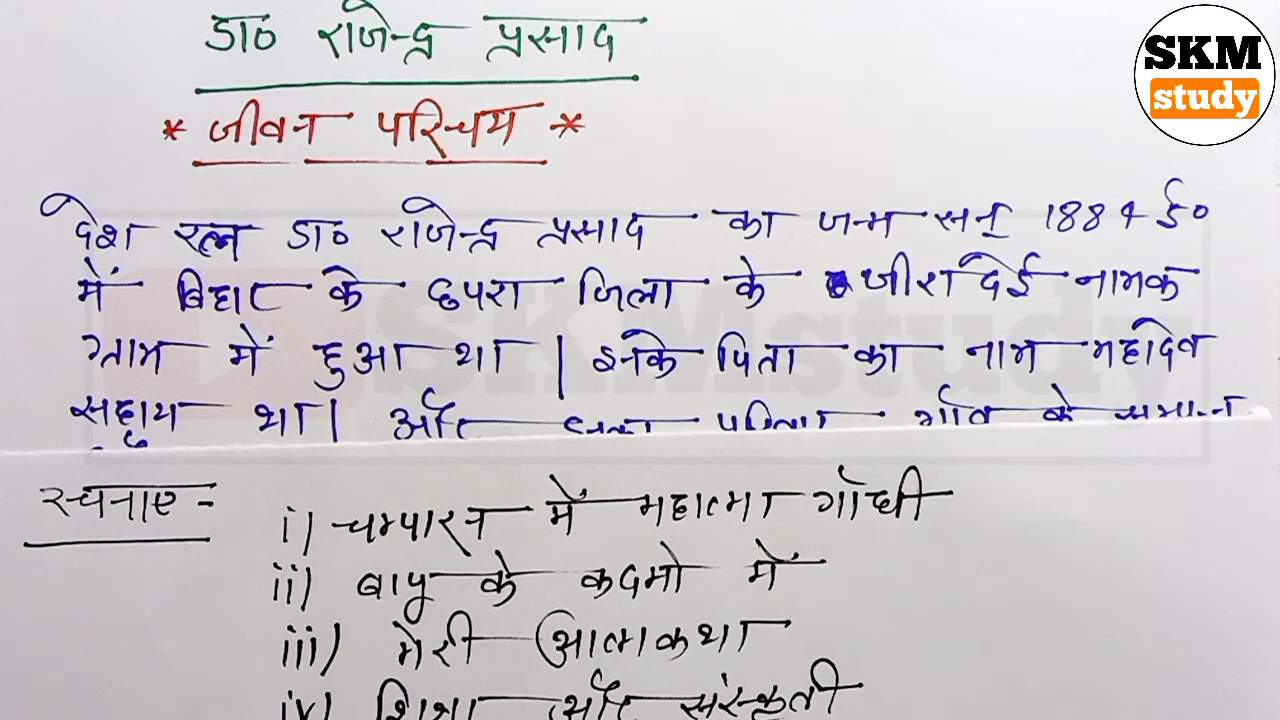 डा० राजेन्द्र प्रसाद
SKM
study
* जीवन परिचय *
देश रत्न डा० राजेन्द्र प्रसाद का जन्म सन् 1884 ई०
में बिहार के छपरा जिला के जीरादेई नामक
ग्राम में हुआ था | इनके पिता का नाम महादेव
सहाय था| और गाँव के
SKMstudy
रचनाए -
i) चम्पारन में महात्मा गाँधी
ii) बापू के कदमो में
iii) मेरी आत्मकथा
iv) शिक्षा और संस्कृती